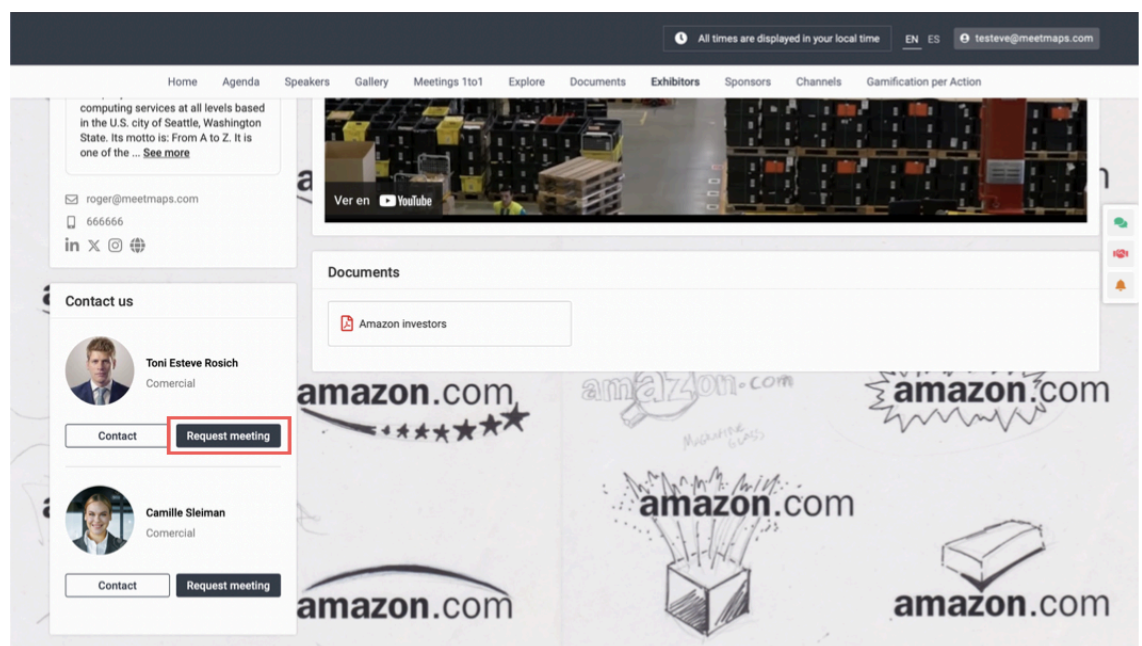 All times are displayed in your local time
EN ES
testeve@meetmaps.com
Home Agenda Speakers Gallery Meetings 1to1 Explore Documents Exhibitors Sponsors Channels Gamification per Action
computing services at all levels based
in the U.S. city of Seattle, Washington
State. Its motto is: From A to Z. It is
one of the ... See more
roger@meetmaps.com
666666
in
Ver en YouTube
Documents
Amazon investors
Contact us
Toni Esteve Rosich
Comercial
Contact Request meeting
Camille Sleiman
Comercial
Contact Request meeting
amazon.com
amazon.com
MAGNIFYING
GLASS
amazon.com
amazon.com
amazon.com
amazon.com